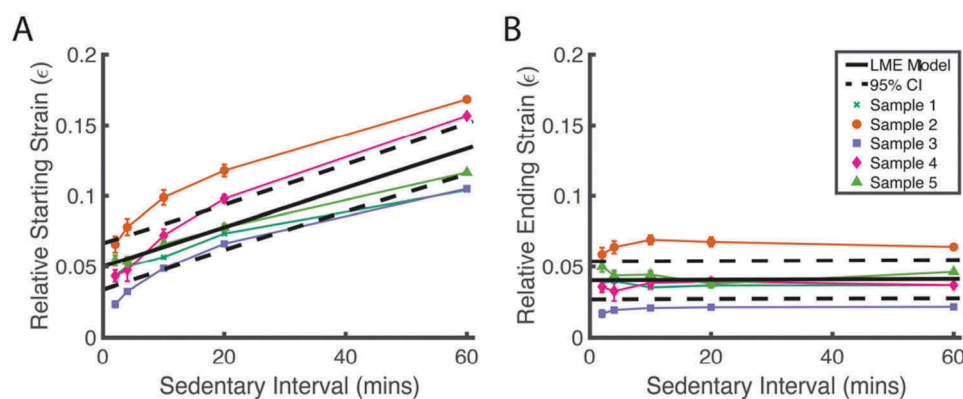 A
B
Relative Starting Strain (ϵ)
0.2
0.15
0.1
0.05
0
0
20
40
60
Sedentary Interval (mins)
Relative Ending Strain (ϵ)
0.2
0.15
0.1
0.05
0
0
20
40
60
Sedentary Interval (mins)
LME Model
95% CI
Sample 1
Sample 2
Sample 3
Sample 4
Sample 5